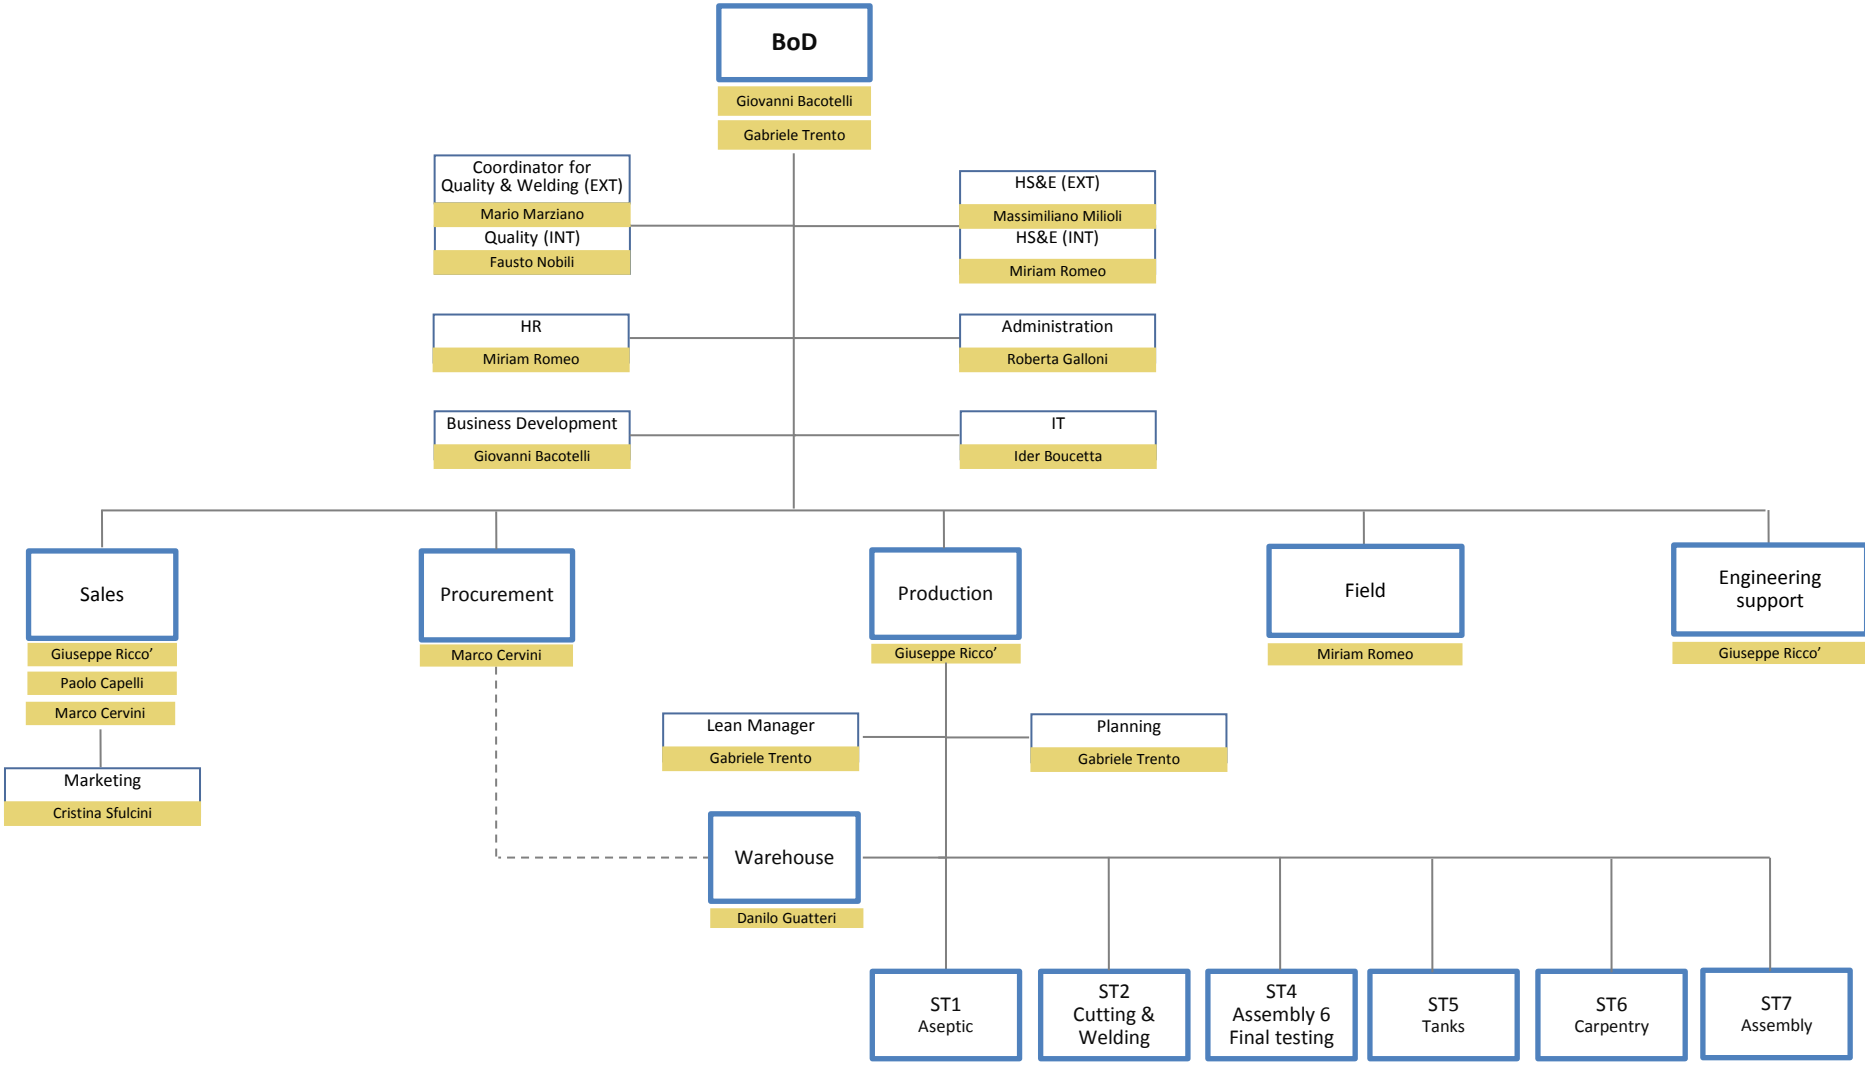 BoD
Giovanni Bacotelli
Gabriele Trento
Coordinator for
Quality & Welding (EXT)
Mario Marziano
Quality (INT)
Fausto Nobili
HS&E (EXT)
Massimiliano Milioli
HS&E (INT)
Miriam Romeo
HR
Miriam Romeo
Administration
Roberta Galloni
Business Development
Giovanni Bacotelli
IT
Ider Boucetta
Sales
Giuseppe Ricco’
Paolo Capelli
Marco Cervini
Marketing
Cristina Sfulcini
Procurement
Marco Cervini
Production
Giuseppe Ricco’
Field
Miriam Romeo
Engineering
support
Giuseppe Ricco’
Lean Manager
Gabriele Trento
Planning
Gabriele Trento
Warehouse
Danilo Guatteri
ST1
Aseptic
ST2
Cutting &
Welding
ST4
Assembly 6
Final testing
ST5
Tanks
ST6
Carpentry
ST7
Assembly